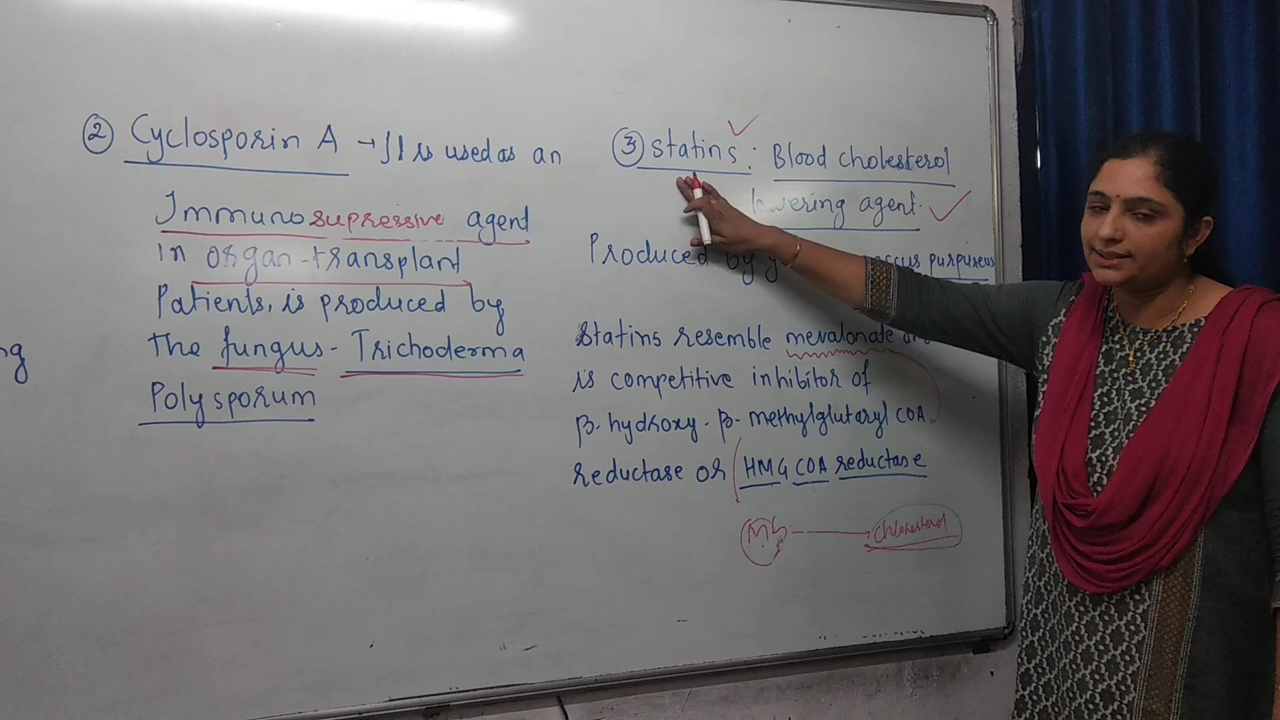 ng
② Cyclosporin A → It is used as an
Immunosupressive agent
in organ-transplant
Patients, is produced by
the fungus - Trichoderma
Polysporum
③ statins : Blood cholesterol
lowering agent.
Produced by purpureus
statins resemble mevalonate
is competitive inhibitor of
β-hydroxy-β-methylglutaryl COA
reductase or HMG COA reductase